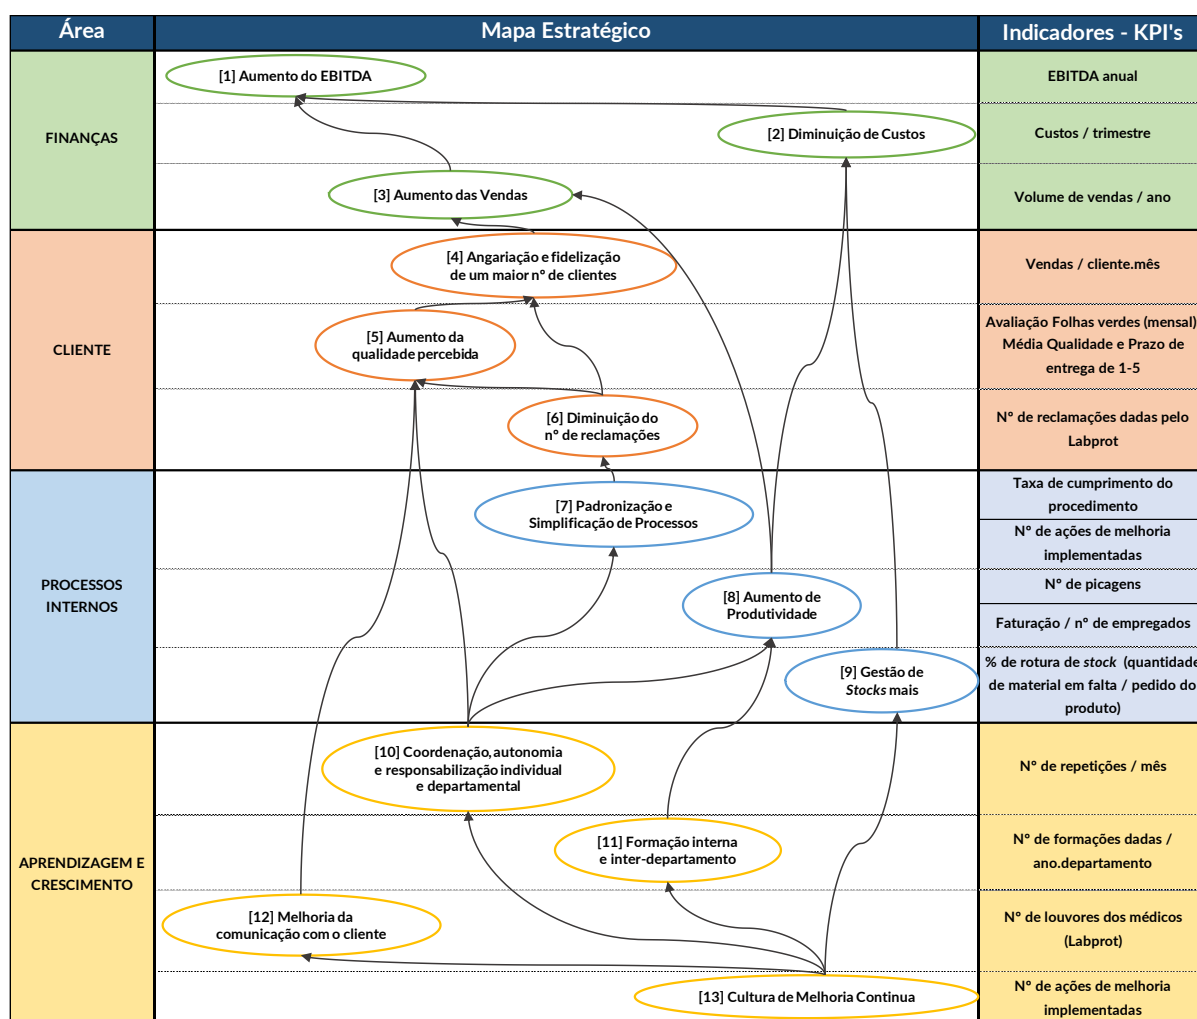 Área
Mapa Estratégico
Indicadores - KPI's
FINANÇAS
[1] Aumento do EBITDA
EBITDA anual
[2] Diminuição de Custos
Custos / trimestre
[3] Aumento das Vendas
Volume de vendas / ano
CLIENTE
[4] Angariação e fidelização
de um maior nº de clientes
Vendas / cliente.mês
[5] Aumento da
qualidade percebida
Avaliação Folhas verdes (mensal)
Média Qualidade e Prazo de
entrega de 1-5
[6] Diminuição do
nº de reclamações
Nº de reclamações dadas pelo
Labprot
PROCESSOS
INTERNOS
[7] Padronização e
Simplificação de Processos
Taxa de cumprimento do
procedimento
Nº de ações de melhoria
implementadas
[8] Aumento de
Produtividade
Nº de picagens
Faturação / nº de empregados
[9] Gestão de
Stocks mais
% de rotura de stock (quantidade
de material em falta / pedido do
produto)
APRENDIZAGEM E
CRESCIMENTO
[10] Coordenação, autonomia
e responsabilização individual
e departamental
Nº de repetições / mês
[11] Formação interna
e inter-departamento
Nº de formações dadas /
ano.departamento
[12] Melhoria da
comunicação com o cliente
Nº de louvores dos médicos
(Labprot)
[13] Cultura de Melhoria Continua
Nº de ações de melhoria
implementadas